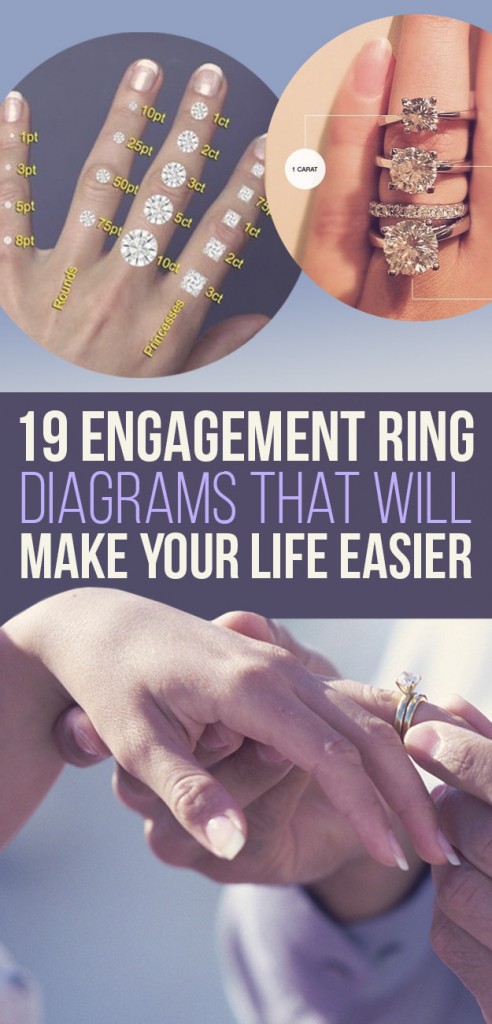 1pt
3pt
5pt
8pt
10pt
25pt
50pt
75pt
Rounds
1ct
2ct
3ct
5ct
10ct
1ct
2ct
3ct
Princesses
1 CARAT
19 ENGAGEMENT RING
DIAGRAMS THAT WILL
MAKE YOUR LIFE EASIER